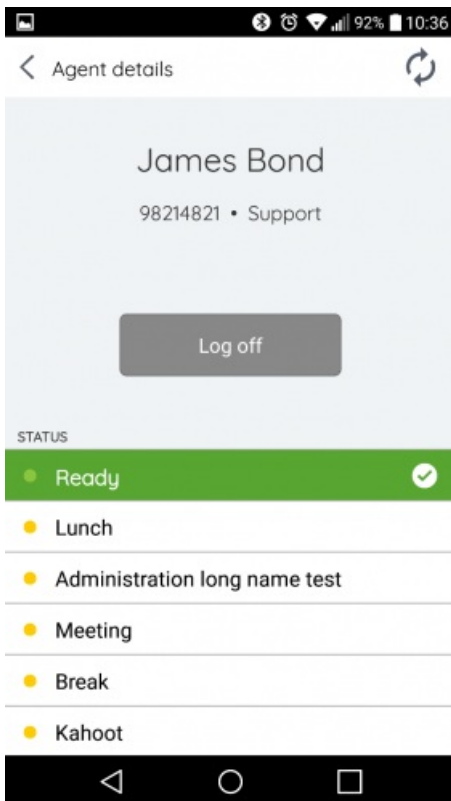 92% 10:36
Agent details
James Bond
98214821 • Support
Log off
STATUS
Ready
Lunch
Administration long name test
Meeting
Break
Kahoot